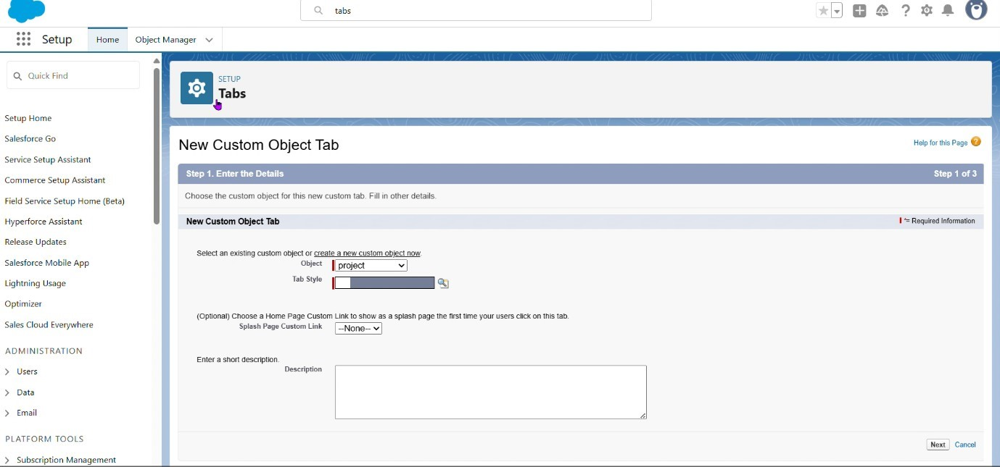 tabs
Setup
Home
Object Manager
Quick Find
Setup Home
Salesforce Go
Service Setup Assistant
Commerce Setup Assistant
Field Service Setup Home (Beta)
Hyperforce Assistant
Release Updates
Salesforce Mobile App
Lightning Usage
Optimizer
Sales Cloud Everywhere
ADMINISTRATION
Users
Data
Email
PLATFORM TOOLS
Subscription Management
SETUP
Tabs
New Custom Object Tab
Help for this Page ?
Step 1. Enter the Details
Step 1 of 3
Choose the custom object for this new custom tab. Fill in other details.
New Custom Object Tab
*= Required Information
Select an existing custom object or create a new custom object now.
Object
project
Tab Style
(Optional) Choose a Home Page Custom Link to show as a splash page the first time your users click on this tab.
Splash Page Custom Link
--None--
Enter a short description.
Description
Next
Cancel